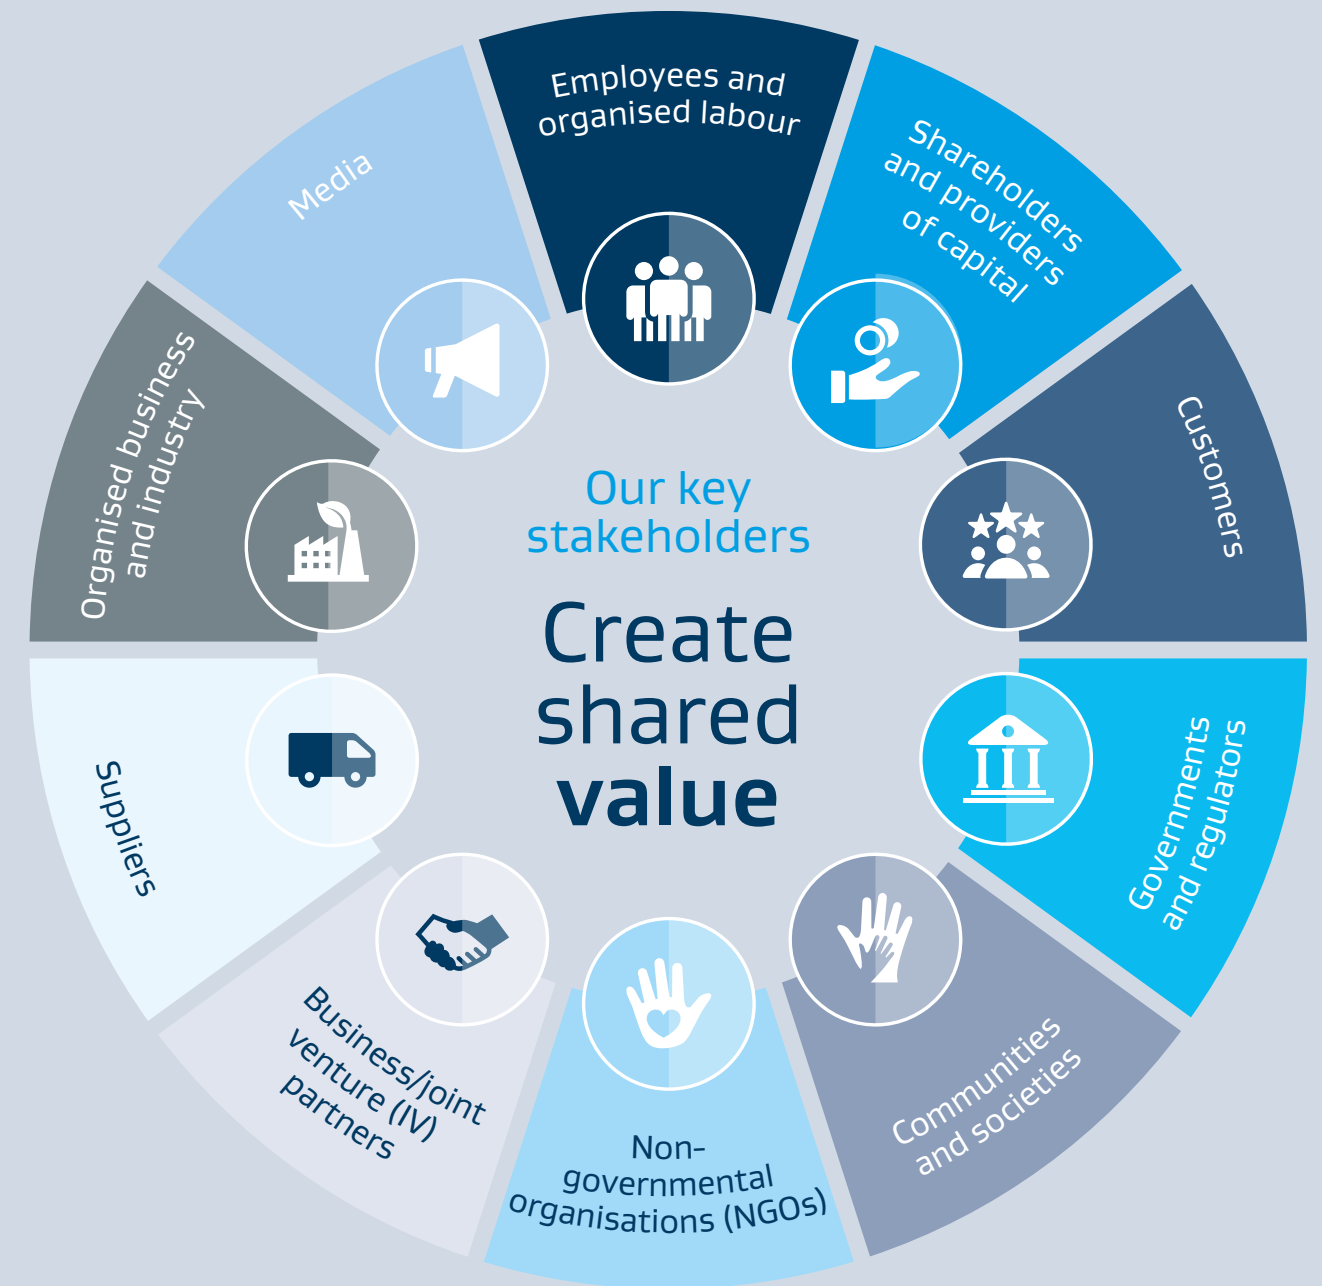 Our key
stakeholders
Create
shared
value
Employees and
organised labour
Shareholders
and providers
of capital
Customers
Governments
and regulators
Communities
and societies
Non-
governmental
organisations (NGOs)
Business/joint
venture (IV)
partners
Suppliers
Organised business
and industry
Media